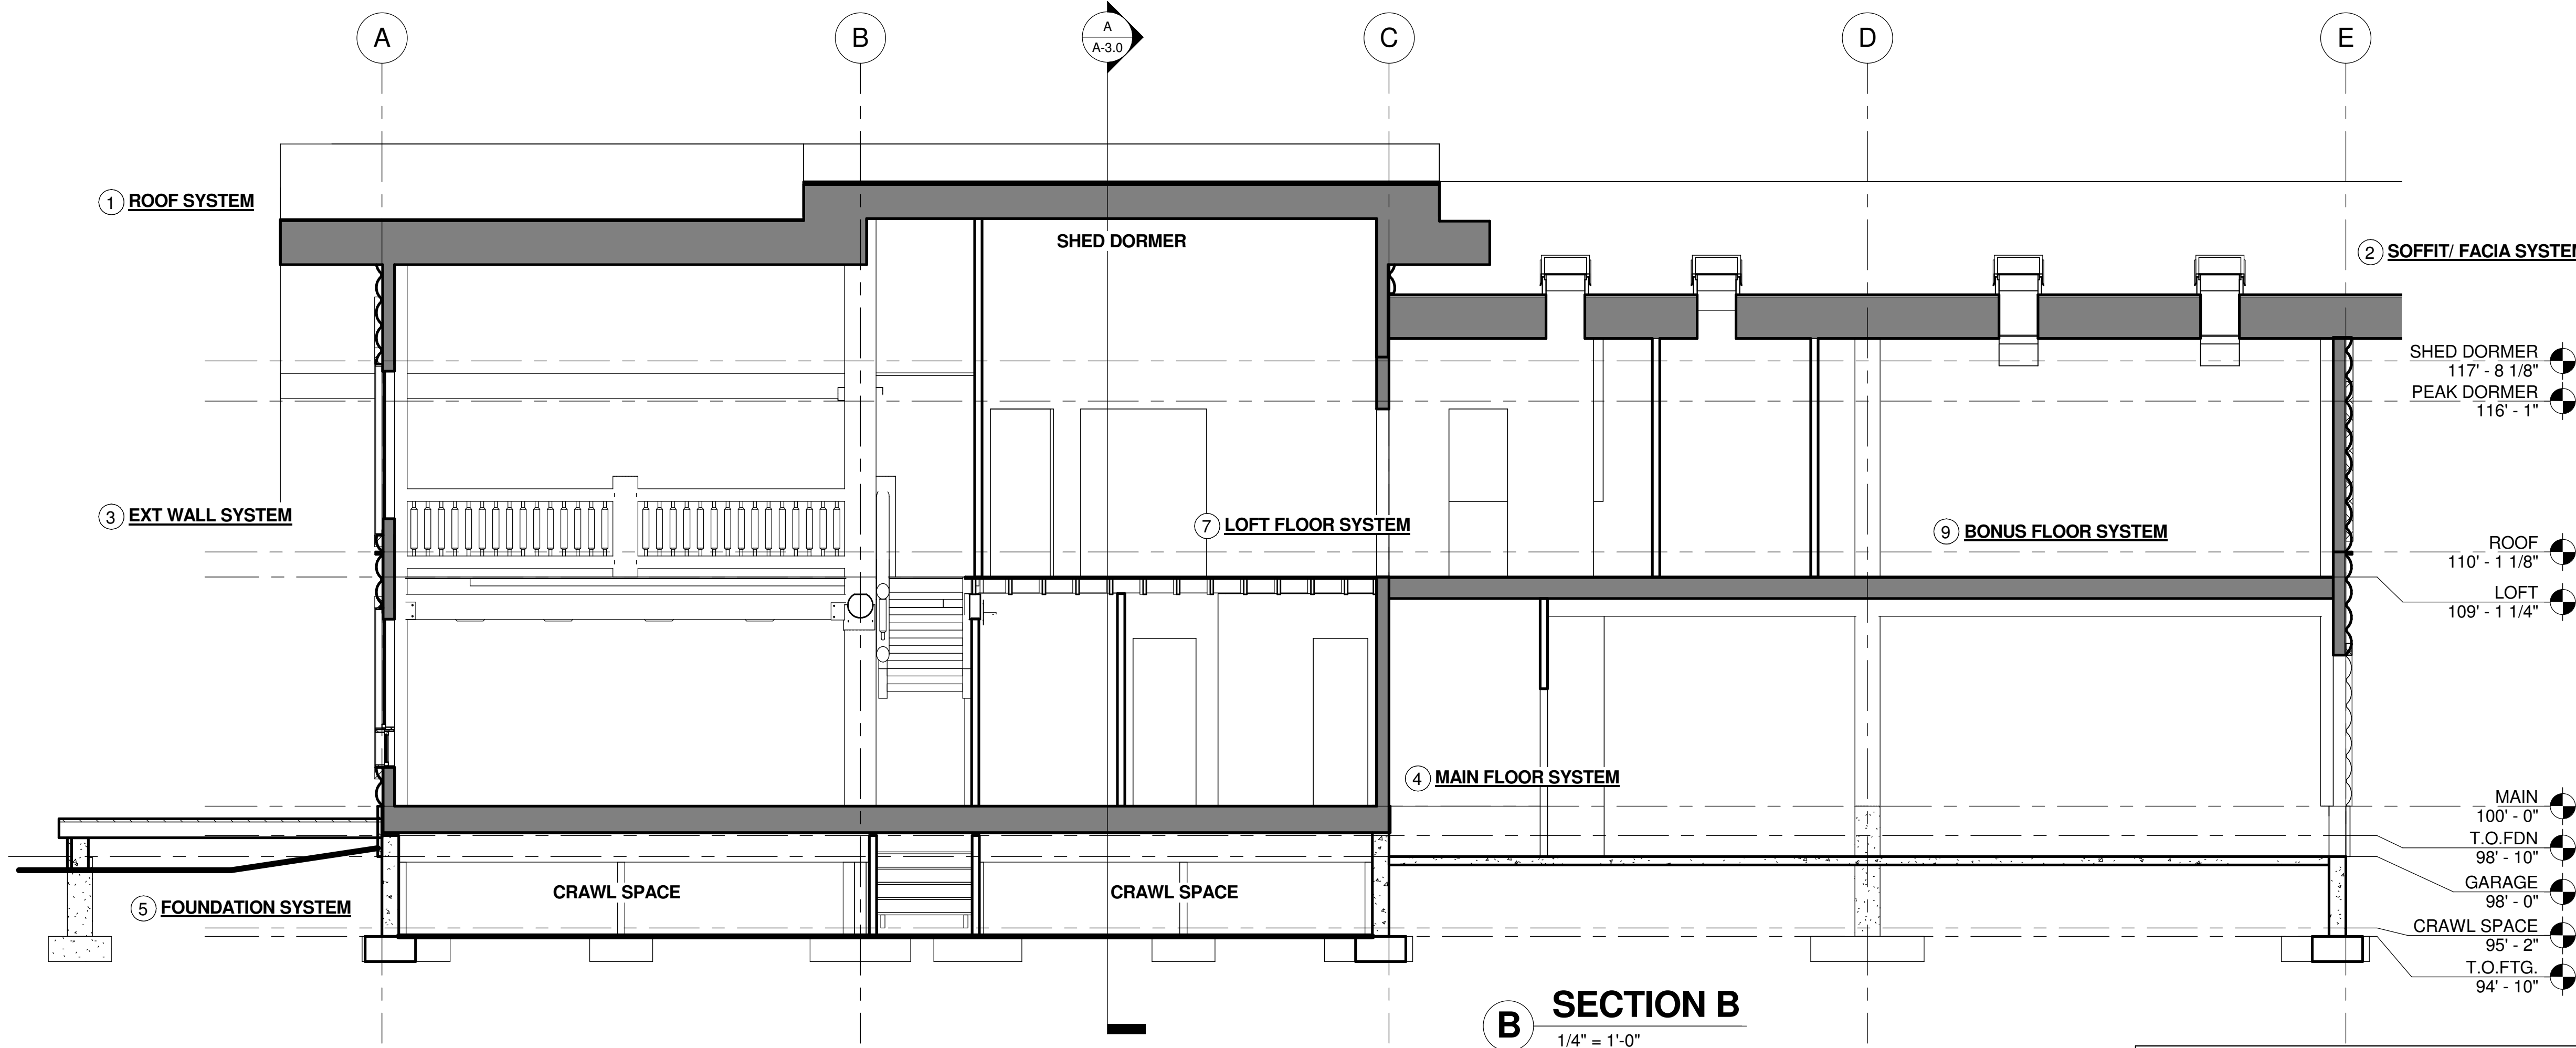 A
B
A
A-3.0
C
D
E
1 ROOF SYSTEM
SHED DORMER
2 SOFFIT/ FACIA SYSTEM
SHED DORMER
117' - 8 1/8"
PEAK DORMER
116' - 1"
3 EXT WALL SYSTEM
7 LOFT FLOOR SYSTEM
9 BONUS FLOOR SYSTEM
ROOF
110' - 1 1/8"
LOFT
109' - 1 1/4"
4 MAIN FLOOR SYSTEM
MAIN
100' - 0"
T.O.FDN
98' - 10"
GARAGE
98' - 0"
CRAWL SPACE
CRAWL SPACE
5 FOUNDATION SYSTEM
CRAWL SPACE
95' - 2"
T.O.FTG.
94' - 10"
B SECTION B
1/4" = 1'-0"